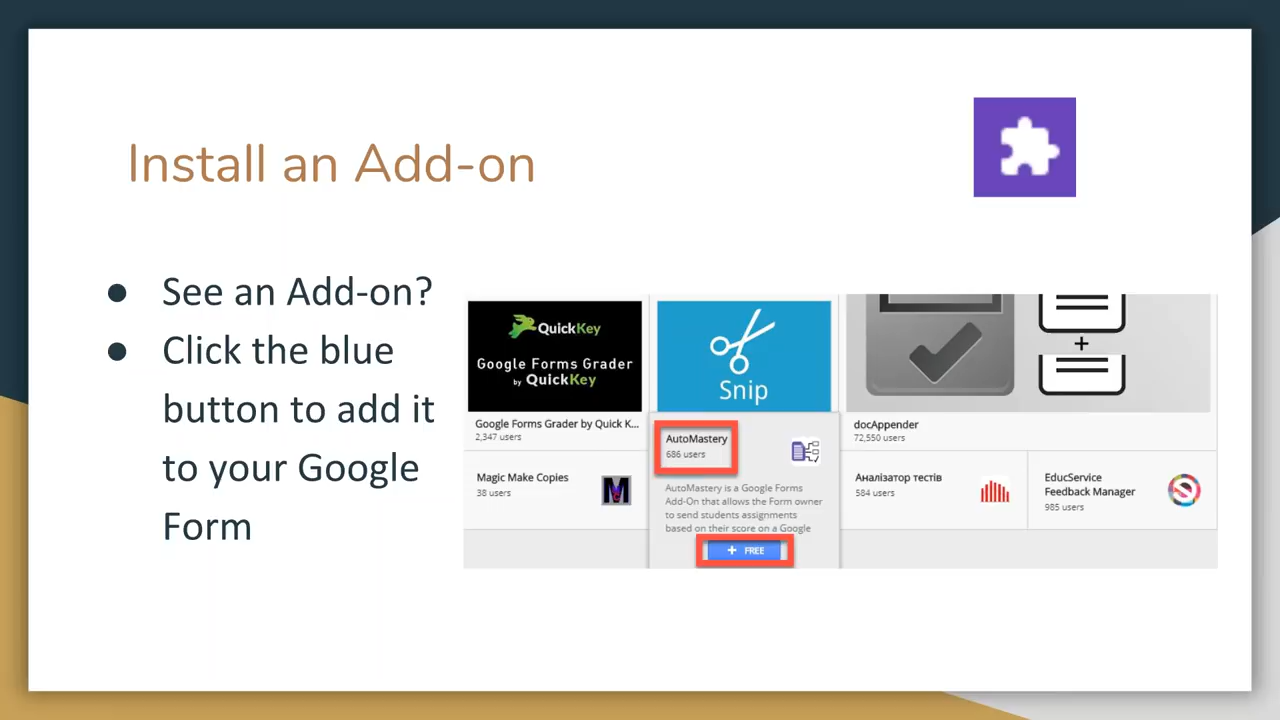 Install an Add-on
● See an Add-on?
● Click the blue
button to add it
to your Google
Form
QuickKey
Google Forms Grader
by QuickKey
Google Forms Grader by Quick K...
2,347 users
Magic Make Copies
38 users
M
Snip
AutoMastery
686 users
AutoMastery is a Google Forms
Add-On that allows the Form owner
to send students assignments
based on their score on a Google
+ FREE
+
docAppender
72,550 users
Аналізатор тестів
584 users
EducService
Feedback Manager
985 users